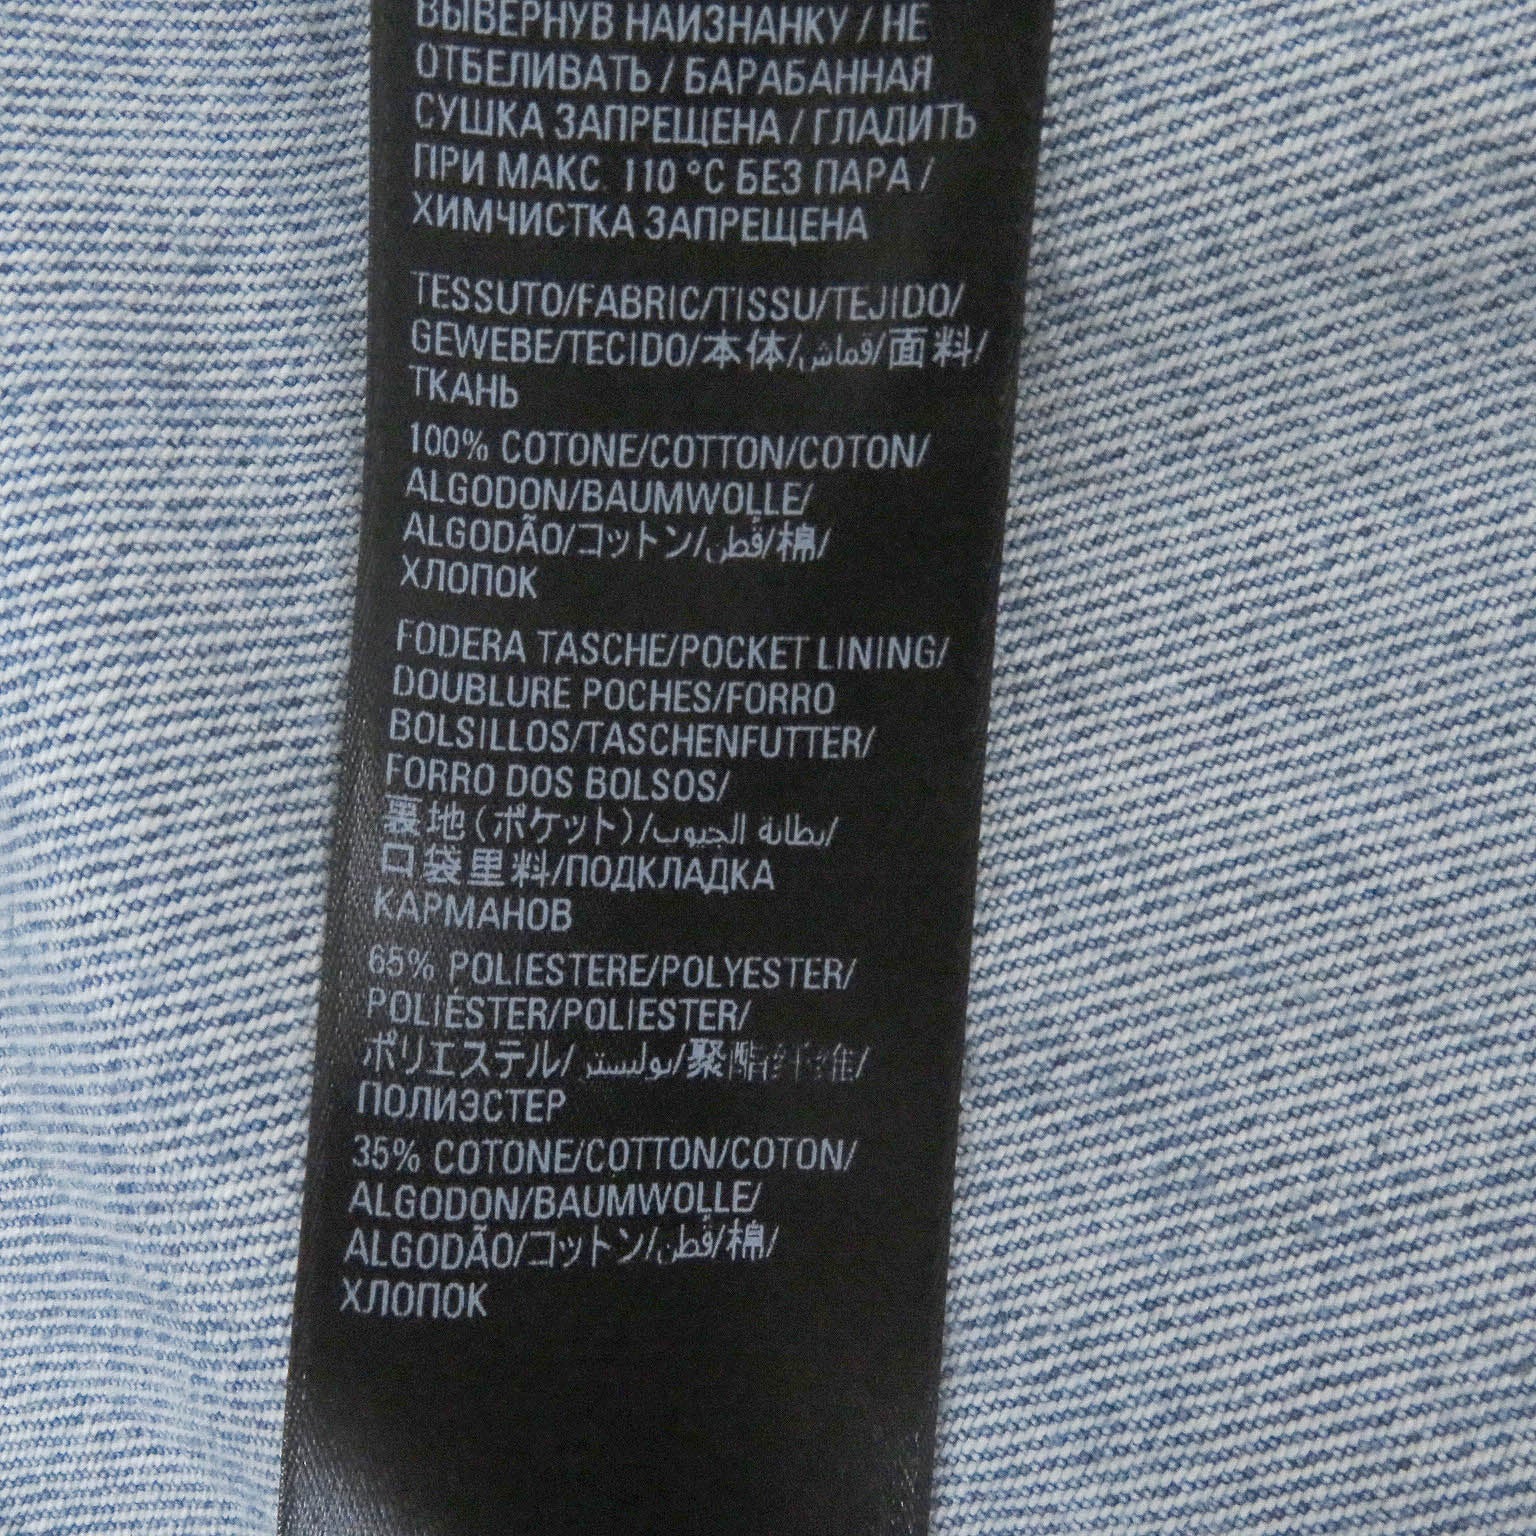 ВЫВЕРНУВ НАИЗНАНКУ / НЕ
ОТБЕЛИВАТЬ / БАРАБАННАЯ
СУШКА ЗАПРЕЩЕНА / ГЛАДИТЬ
ПРИ МАКС. 110 °C БЕЗ ПАРА /
ХИМЧИСТКА ЗАПРЕЩЕНА
TESSUTO/FABRIC/TISSU/TEJIDO/
GEWEBE/TECIDO/本体/قماش/面料/
ТКАНЬ
100% COTONE/COTTON/COTON/
ALGODON/BAUMWOLLE/
ALGODÃO/コットン/قُطن/棉/
ХЛОПОК
FODERA TASCHE/POCKET LINING/
DOUBLURE POCHES/FORRO
BOLSILLOS/TASCHENFUTTER/
FORRO DOS BOLSOS/
裏地(ポケット)/بطانة الجيوب/
口袋里料/ПОДКЛАДКА
КАРМАНОВ
65% POLIESTERE/POLYESTER/
POLIÉSTER/POLIESTER/
ポリエステル/بوليستر/聚酯纤维/
ПОЛИЭСТЕР
35% COTONE/COTTON/COTON/
ALGODON/BAUMWOLLE/
ALGODÃO/コットン/قُطن/棉/
ХЛОПОК